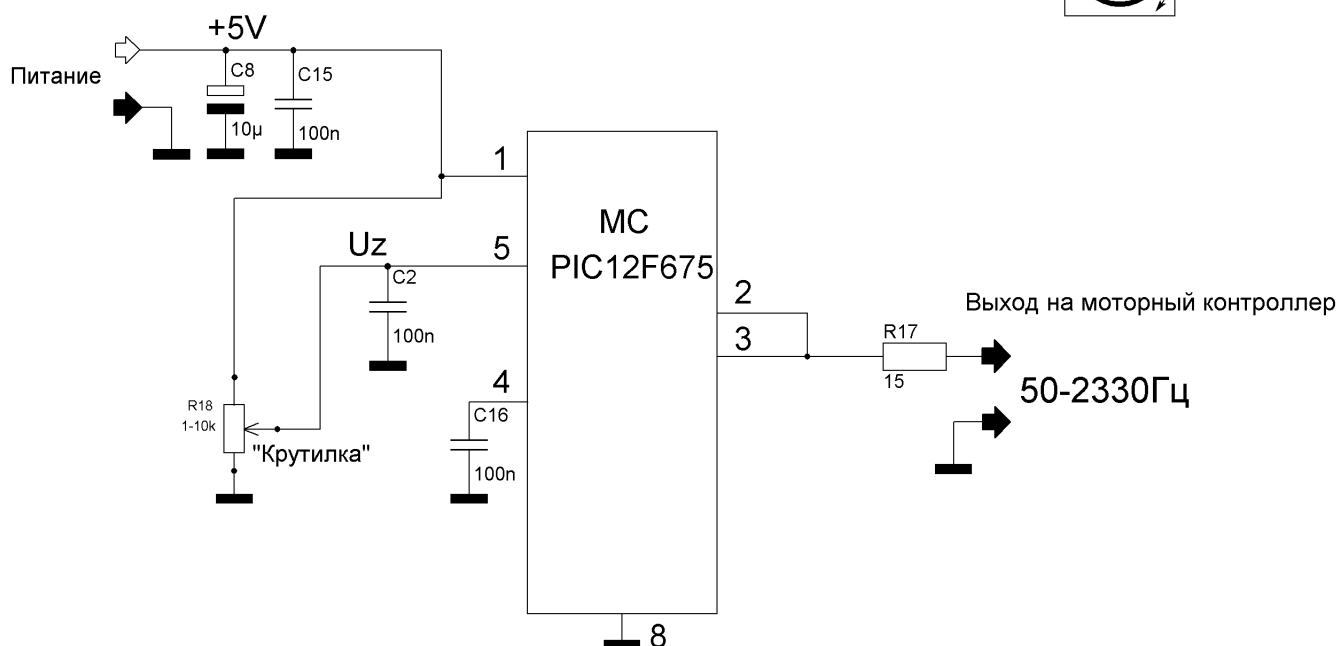 +5V
Питание
C8
10µ
C15
100n
1
МС
PIC12F675
Uz
5
C2
100n
2
3
R17
15
Выход на моторный контроллер
50-2330Гц
4
C16
100n
R18
1-10k
"Крутилка"
8